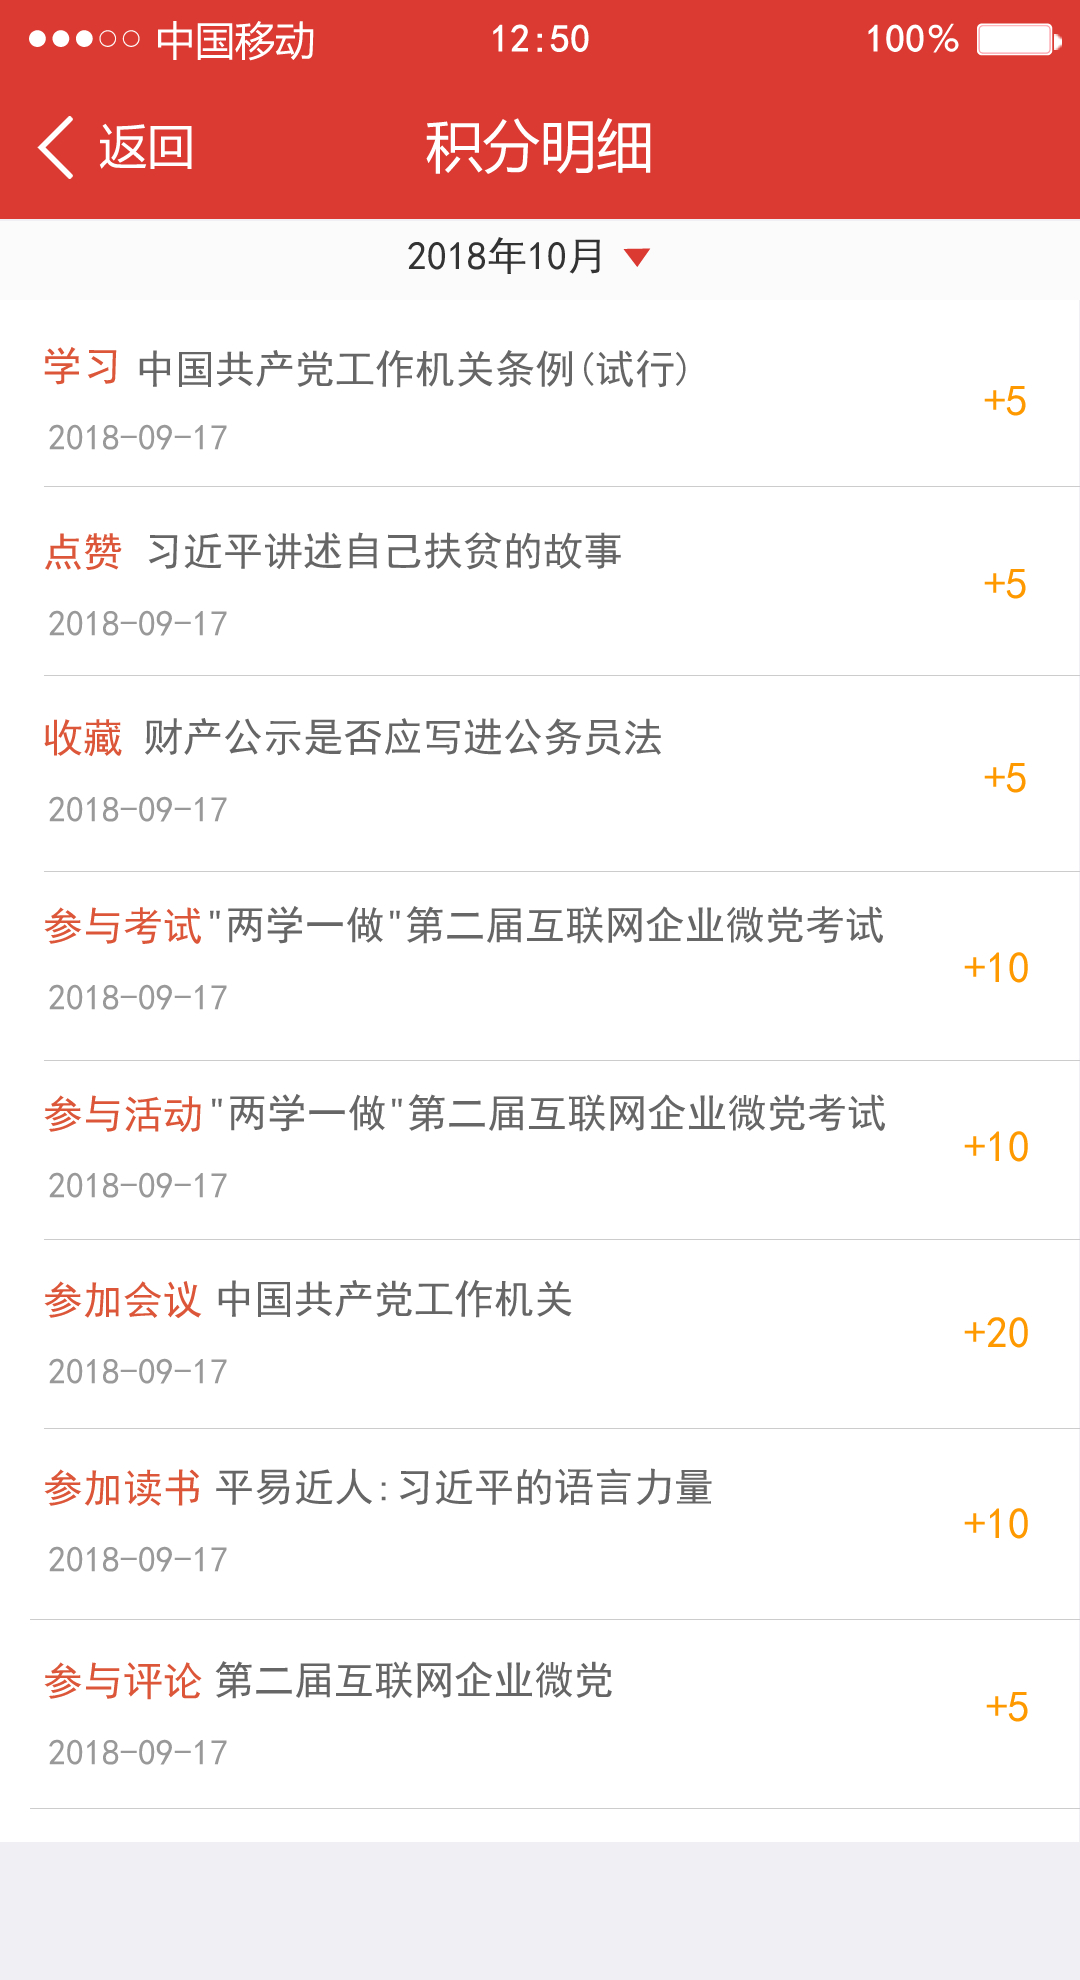 中国移动 12:50 100%
返回 积分明细
2018年10月
学习 中国共产党工作机关条例(试行)
+5
2018-09-17
点赞 习近平讲述自己扶贫的故事
+5
2018-09-17
收藏 财产公示是否应写进公务员法
+5
2018-09-17
参与考试"两学一做"第二届互联网企业微党考试
+10
2018-09-17
参与活动"两学一做"第二届互联网企业微党考试
+10
2018-09-17
参加会议 中国共产党工作机关
+20
2018-09-17
参加读书 平易近人:习近平的语言力量
+10
2018-09-17
参与评论 第二届互联网企业微党
+5
2018-09-17